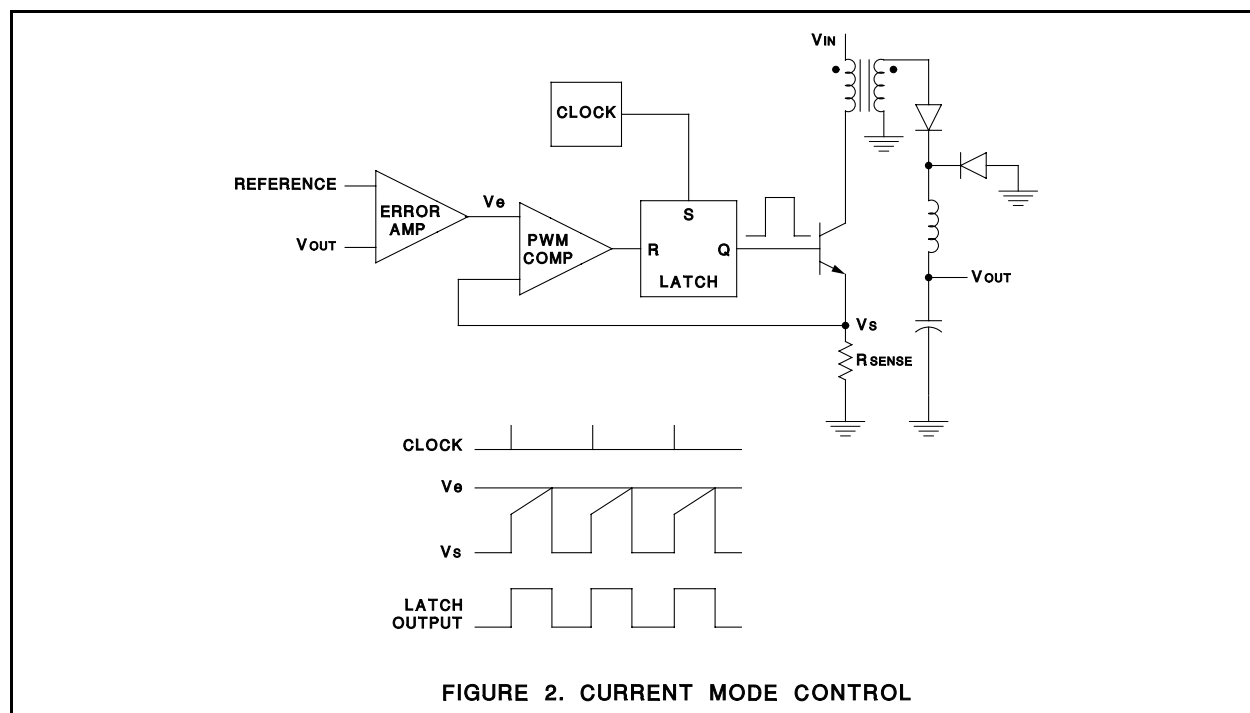 VIN
CLOCK
REFERENCE
ERROR
AMP
VOUT
Ve
PWM
COMP
S
R
Q
LATCH
VOUT
Vs
RSENSE
CLOCK
Ve
Vs
LATCH
OUTPUT
FIGURE 2. CURRENT MODE CONTROL